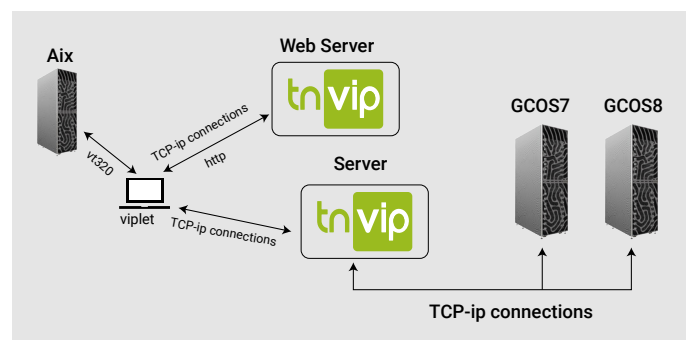 Web Server
Aix
tnvip
GCOS7
GCOS8
TCP-ip connections
http
vt320
Server
viplet
TCP-ip connections
tnvip
TCP-ip connections